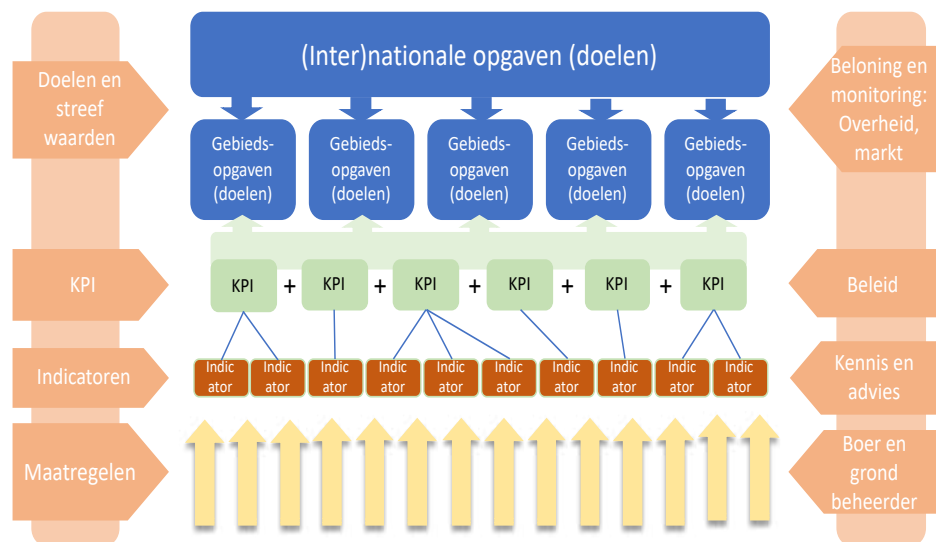 (Inter)nationale opgaven (doelen)
Doelen en
streef
waarden
Beloning en
monitoring:
Overheid,
markt
Gebieds-
opgaven
(doelen)
Gebieds-
opgaven
(doelen)
Gebieds-
opgaven
(doelen)
Gebieds-
opgaven
(doelen)
Gebieds-
opgaven
(doelen)
KPI
KPI + KPI + KPI + KPI + KPI + KPI
Beleid
Indicatoren
Indic
ator
Indic
ator
Indic
ator
Indic
ator
Indic
ator
Indic
ator
Indic
ator
Indic
ator
Indic
ator
Indic
ator
Kennis en
advies
Maatregelen
Boer en
grond
beheerder